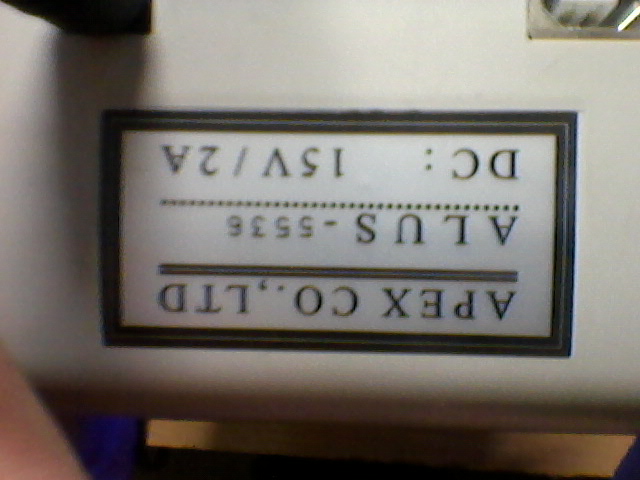 APEX CO.,LTD
ALUS-5536
DC: 15V/2A